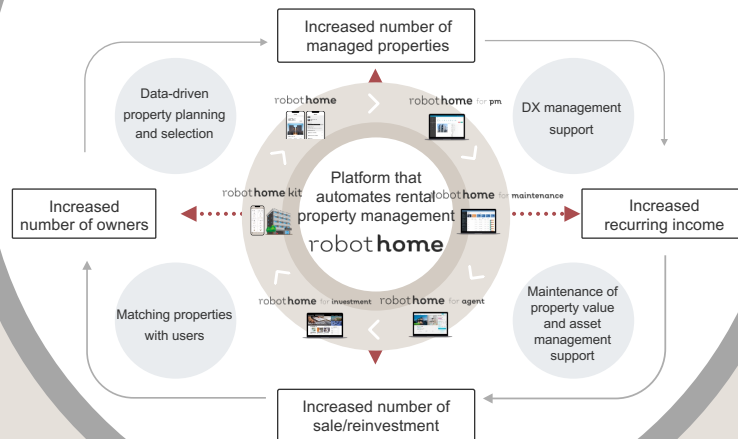 Increased number of
managed properties
Data-driven
property planning
and selection
robot home
robot home for pm
DX management
support
Increased
number of owners
robot home kit
Platform that
automates rental
property management
robot home
robot home for maintenance
Increased
recurring income
Matching properties
with users
robot home for investment
robot home for agent
Maintenance of
property value
and asset
management
support
Increased number of
sale/reinvestment